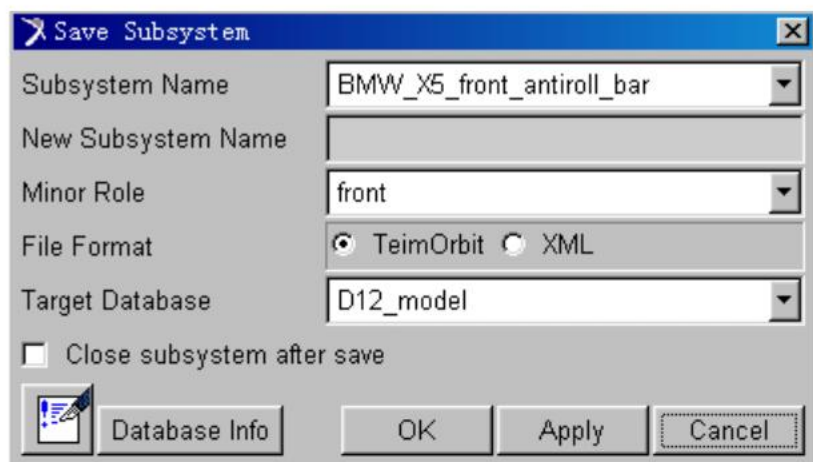 Save Subsystem
Subsystem Name BMW_X5_front_antiroll_bar
New Subsystem Name
Minor Role front
File Format TeimOrbit XML
Target Database D12_model
Close subsystem after save
Database Info OK Apply Cancel